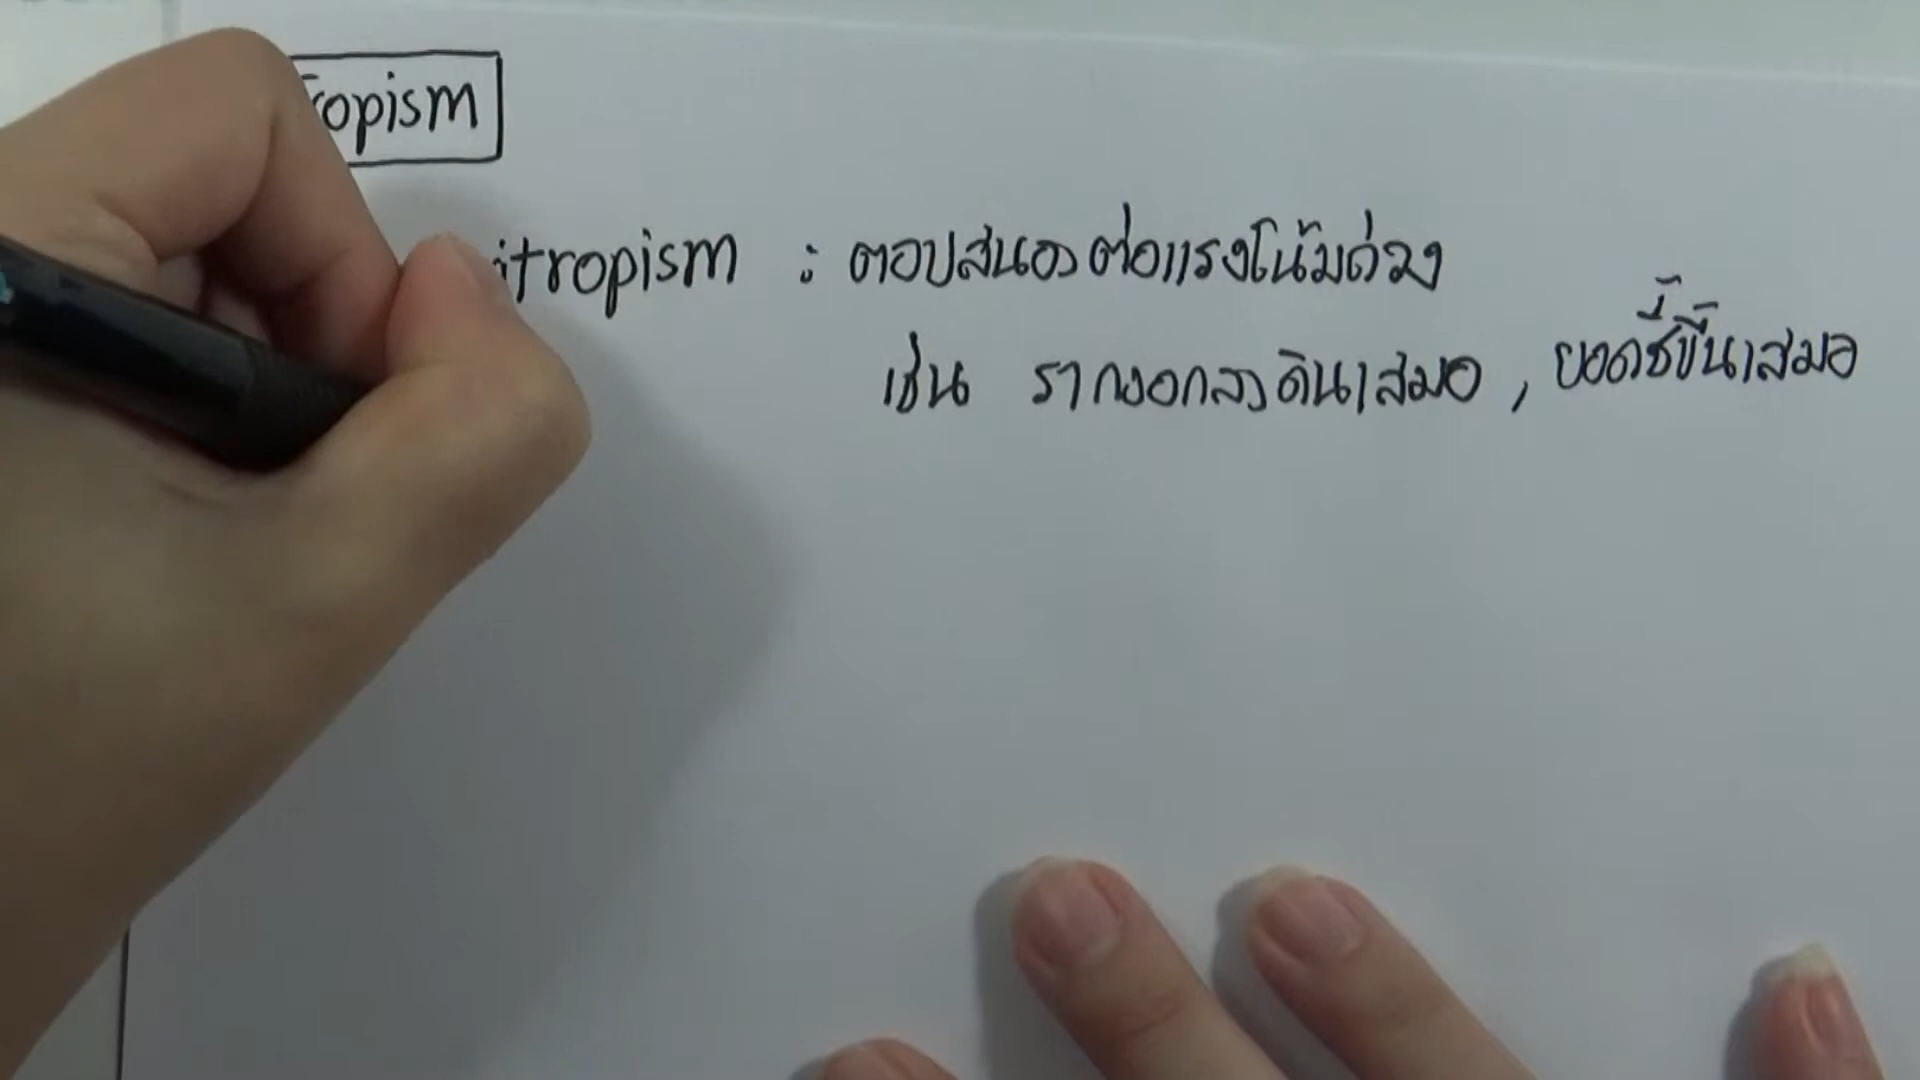 ropism
itropism : ตอบสนองต่อแรงโน้มถ่วง
เช่น รากงอกลงดินเสมอ , ยอดชี้ขึ้นเสมอ